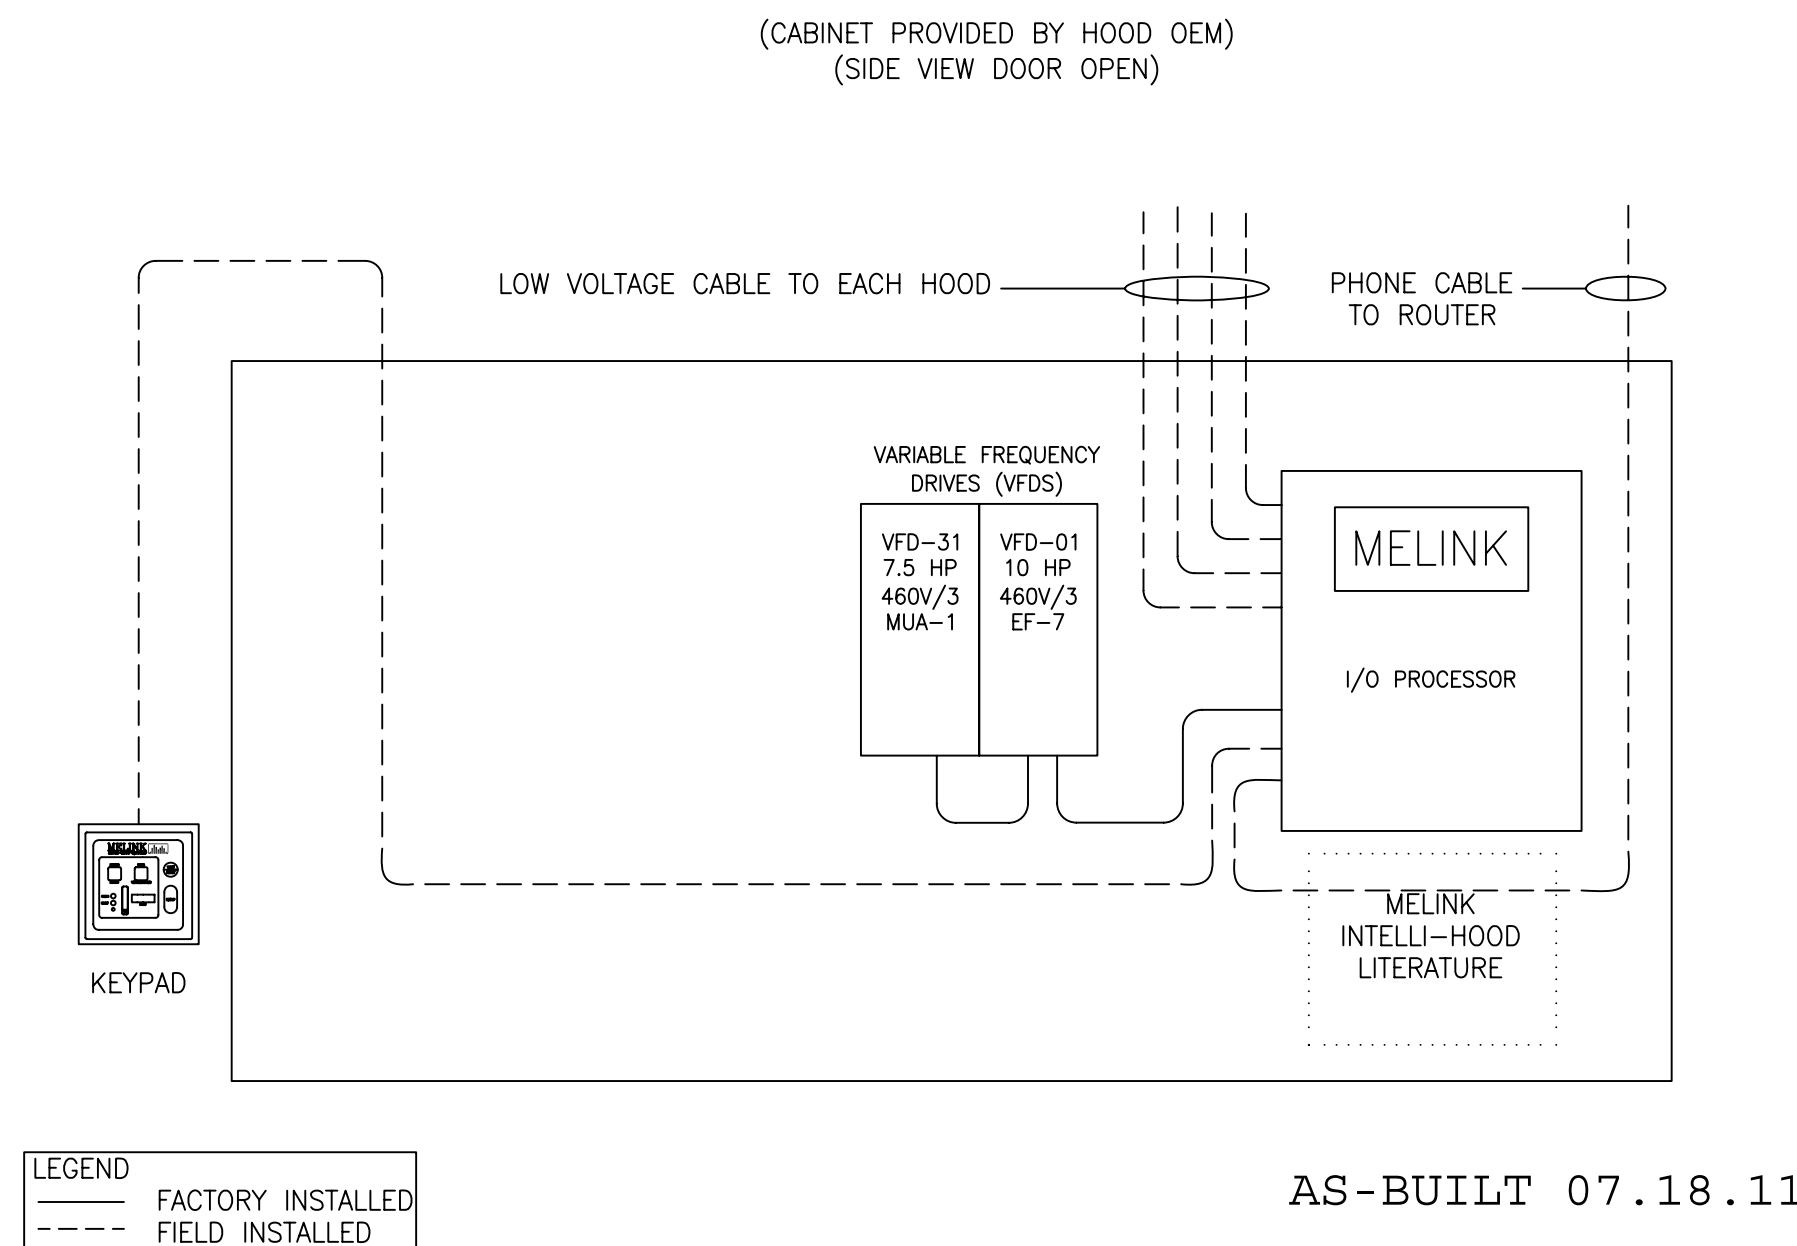 (CABINET PROVIDED BY HOOD OEM)
(SIDE VIEW DOOR OPEN)
LOW VOLTAGE CABLE TO EACH HOOD
PHONE CABLE
TO ROUTER
VARIABLE FREQUENCY
DRIVES (VFDS)
VFD-31
7.5 HP
460V/3
MUA-1
VFD-01
10 HP
460V/3
EF-7
MELINK
I/O PROCESSOR
MELINK
KEYPAD
MELINK
INTELLI-HOOD
LITERATURE
LEGEND
FACTORY INSTALLED
FIELD INSTALLED
AS-BUILT 07.18.11